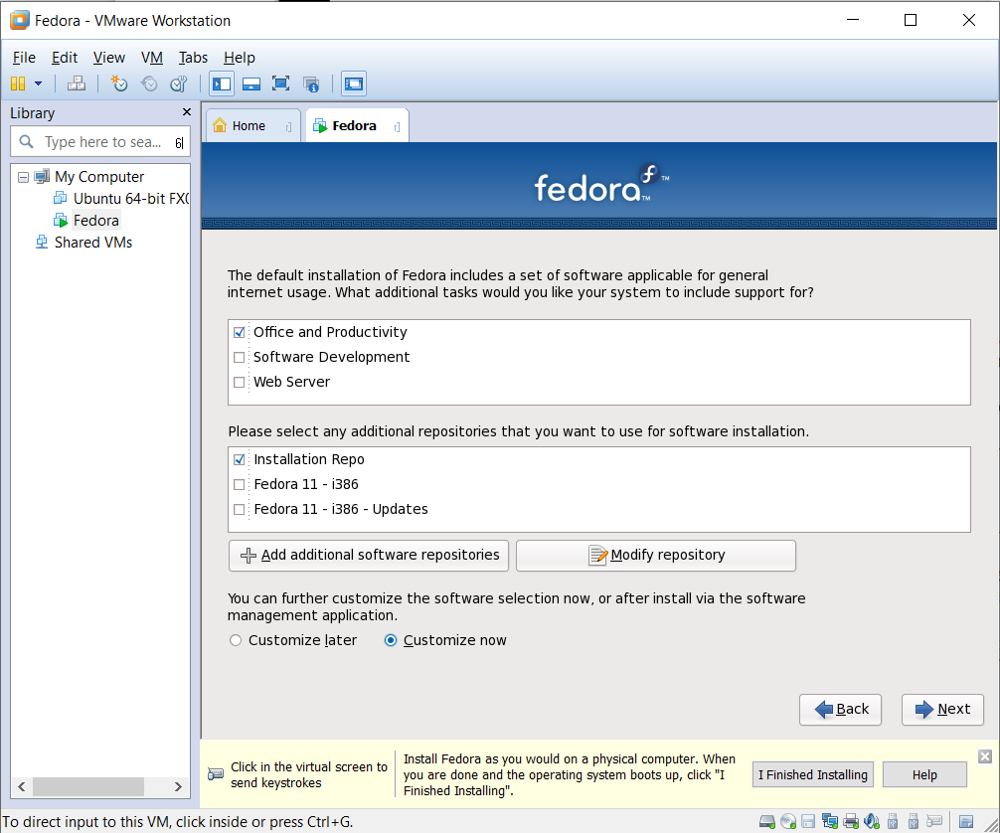 Fedora - VMware Workstation
File Edit View VM Tabs Help
Library
Type here to sea...
My Computer
Ubuntu 64-bit FX
Fedora
Shared VMs
Home
Fedora
fedora™
The default installation of Fedora includes a set of software applicable for general
internet usage. What additional tasks would you like your system to include support for?
Office and Productivity
Software Development
Web Server
Please select any additional repositories that you want to use for software installation.
Installation Repo
Fedora 11 - i386
Fedora 11 - i386 - Updates
Add additional software repositories
Modify repository
You can further customize the software selection now, or after install via the software
management application.
Customize later
Customize now
Back
Next
Click in the virtual screen to
send keystrokes
Install Fedora as you would on a physical computer. When
you are done and the operating system boots up, click "I
Finished Installing".
I Finished Installing
Help
To direct input to this VM, click inside or press Ctrl+G.